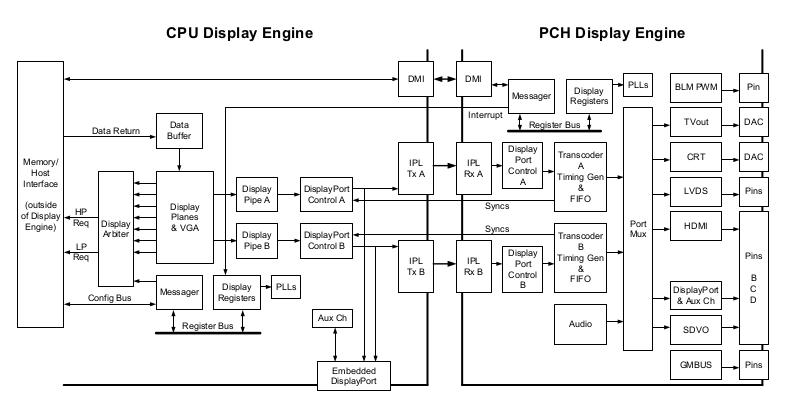 CPU Display Engine
PCH Display Engine
Memory/
Host
Interface
(outside
of Display
Engine)
Data Return
HP
Req
LP
Req
Config Bus
Data
Buffer
Display
Arbiter
Display
Planes
& VGA
Display
Pipe A
DisplayPort
Control A
Display
Pipe B
DisplayPort
Control B
Messager
Display
Registers
PLLs
Register Bus
Aux Ch
Embedded
DisplayPort
DMI
IPL
Tx A
IPL
Tx B
DMI
IPL
Rx A
IPL
Rx B
Interrupt
Messager
Display
Registers
PLLs
Register Bus
Display
Port
Control
A
Transcoder
A
Timing Gen
&
FIFO
Syncs
Syncs
Display
Port
Control
B
Transcoder
B
Timing Gen
&
FIFO
Audio
Port
Mux
BLM PWM
Pin
TVout
DAC
CRT
DAC
LVDS
Pins
HDMI
DisplayPort
& Aux Ch
SDVO
Pins
B
C
D
GMBUS
Pins